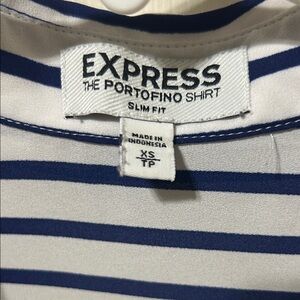 EXPRESS
THE PORTOFINO SHIRT
SLIM FIT
MADE IN
INDONESIA
XS
TP